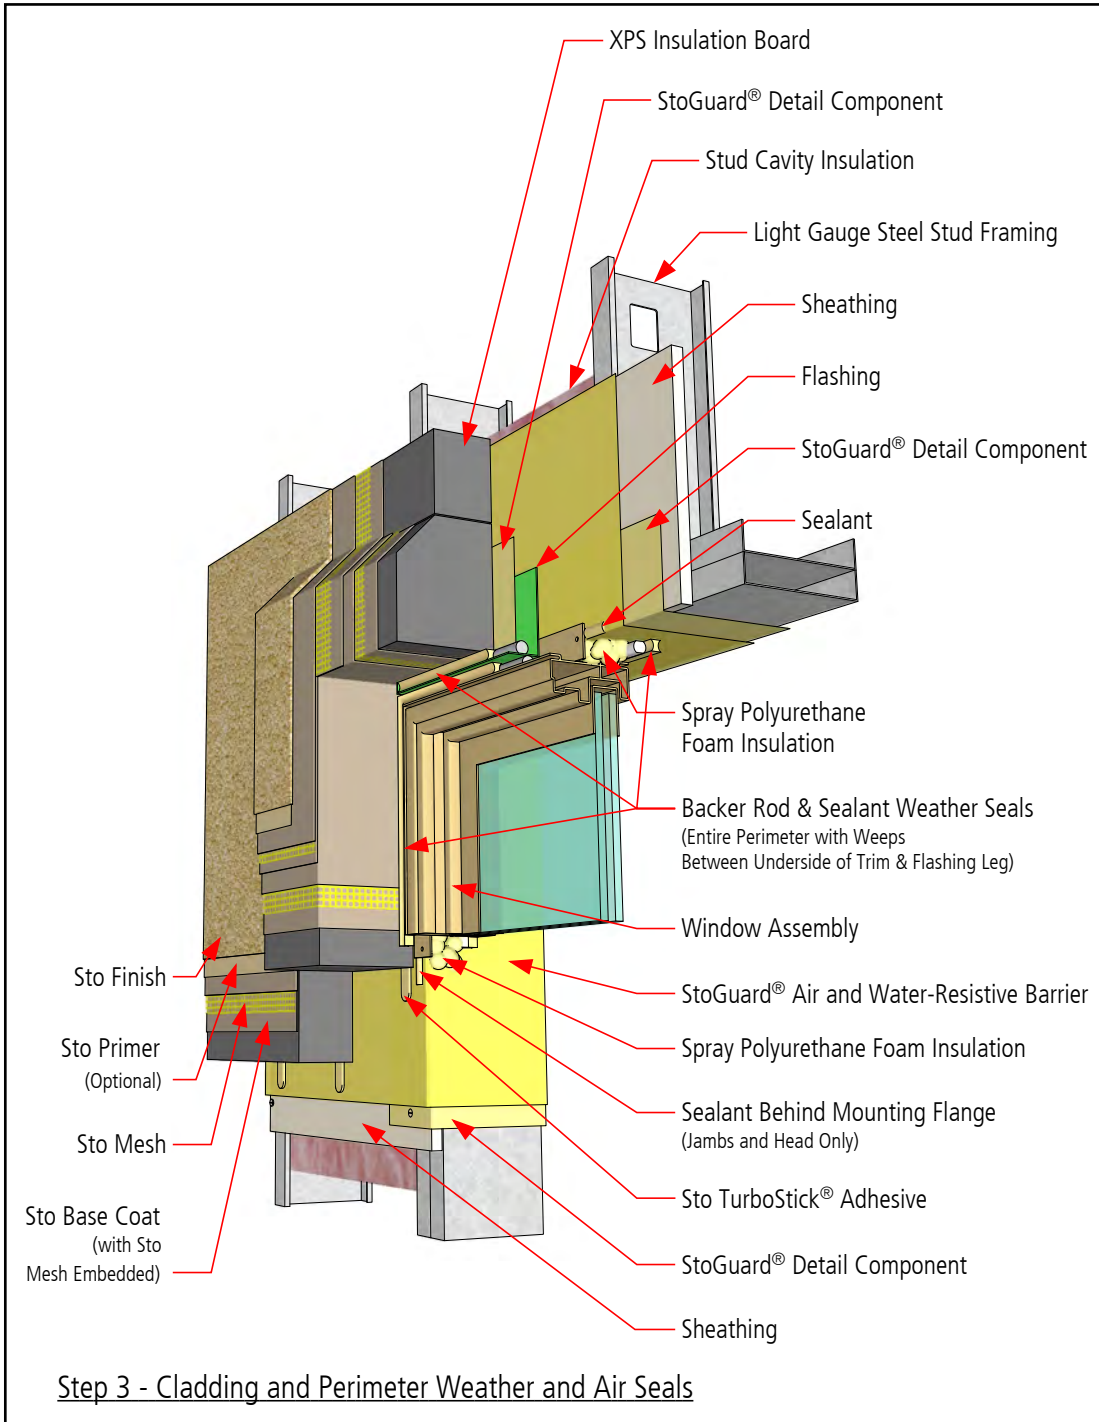 XPS Insulation Board
StoGuard® Detail Component
Stud Cavity Insulation
Light Gauge Steel Stud Framing
Sheathing
Flashing
StoGuard® Detail Component
Sealant
Spray Polyurethane
Foam Insulation
Backer Rod & Sealant Weather Seals
(Entire Perimeter with Weeps
Between Underside of Trim & Flashing Leg)
Window Assembly
StoGuard® Air and Water-Resistive Barrier
Spray Polyurethane Foam Insulation
Sealant Behind Mounting Flange
(Jambs and Head Only)
Sto TurboStick® Adhesive
StoGuard® Detail Component
Sheathing
Sto Finish
Sto Primer
(Optional)
Sto Mesh
Sto Base Coat
(with Sto
Mesh Embedded)
Step 3 - Cladding and Perimeter Weather and Air Seals